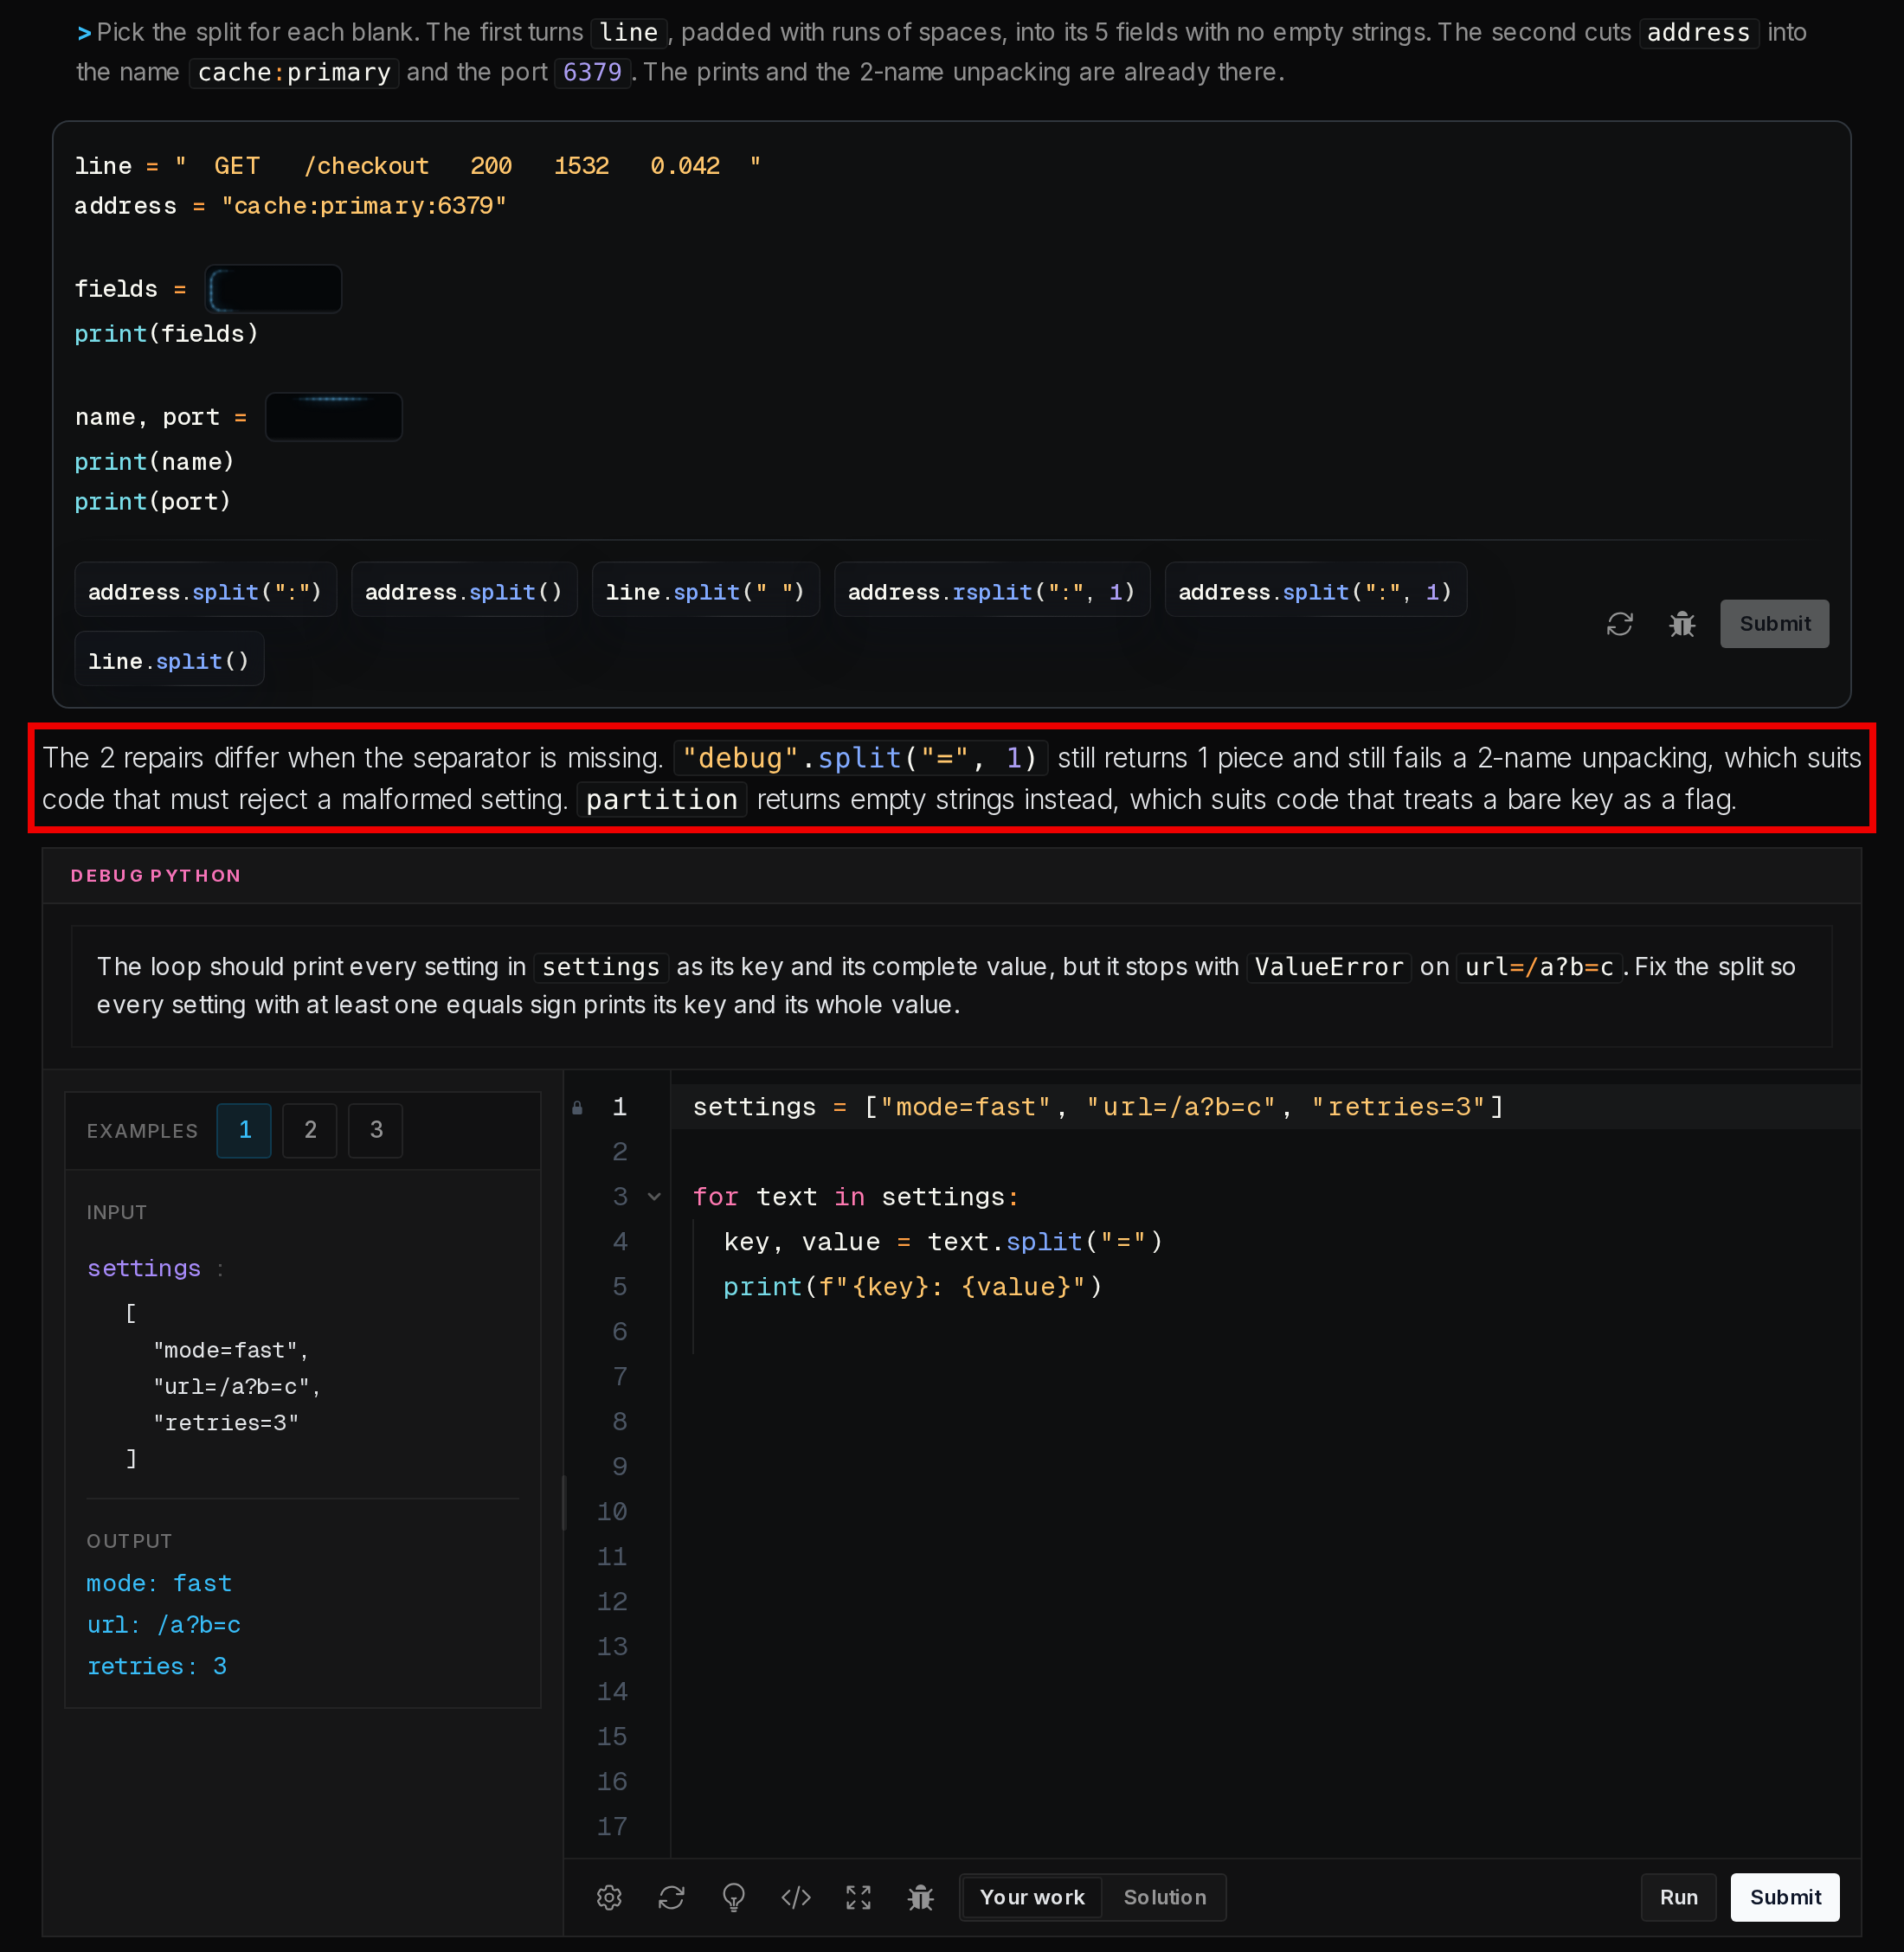 > Pick the split for each blank. The first turns line, padded with runs of spaces, into its 5 fields with no empty strings. The second cuts address into
the name cache:primary and the port 6379. The prints and the 2-name unpacking are already there.
line = "  GET   /checkout   200   1532   0.042  "
address = "cache:primary:6379"
fields =
print(fields)
name, port =
print(name)
print(port)
address.split(":") address.split() line.split(" ") address.rsplit(":", 1) address.split(":", 1)
line.split()
Submit
The 2 repairs differ when the separator is missing. "debug".split("=", 1) still returns 1 piece and still fails a 2-name unpacking, which suits
code that must reject a malformed setting. partition returns empty strings instead, which suits code that treats a bare key as a flag.
DEBUG PYTHON
The loop should print every setting in settings as its key and its complete value, but it stops with ValueError on url=/a?b=c. Fix the split so
every setting with at least one equals sign prints its key and its whole value.
EXAMPLES 1 2 3
INPUT
settings :
[
"mode=fast",
"url=/a?b=c",
"retries=3"
]
OUTPUT
mode: fast
url: /a?b=c
retries: 3
1 settings = ["mode=fast", "url=/a?b=c", "retries=3"]
2
3 for text in settings:
4 key, value = text.split("=")
5 print(f"{key}: {value}")
6
7
8
9
10
11
12
13
14
15
16
17
Your work Solution Run Submit